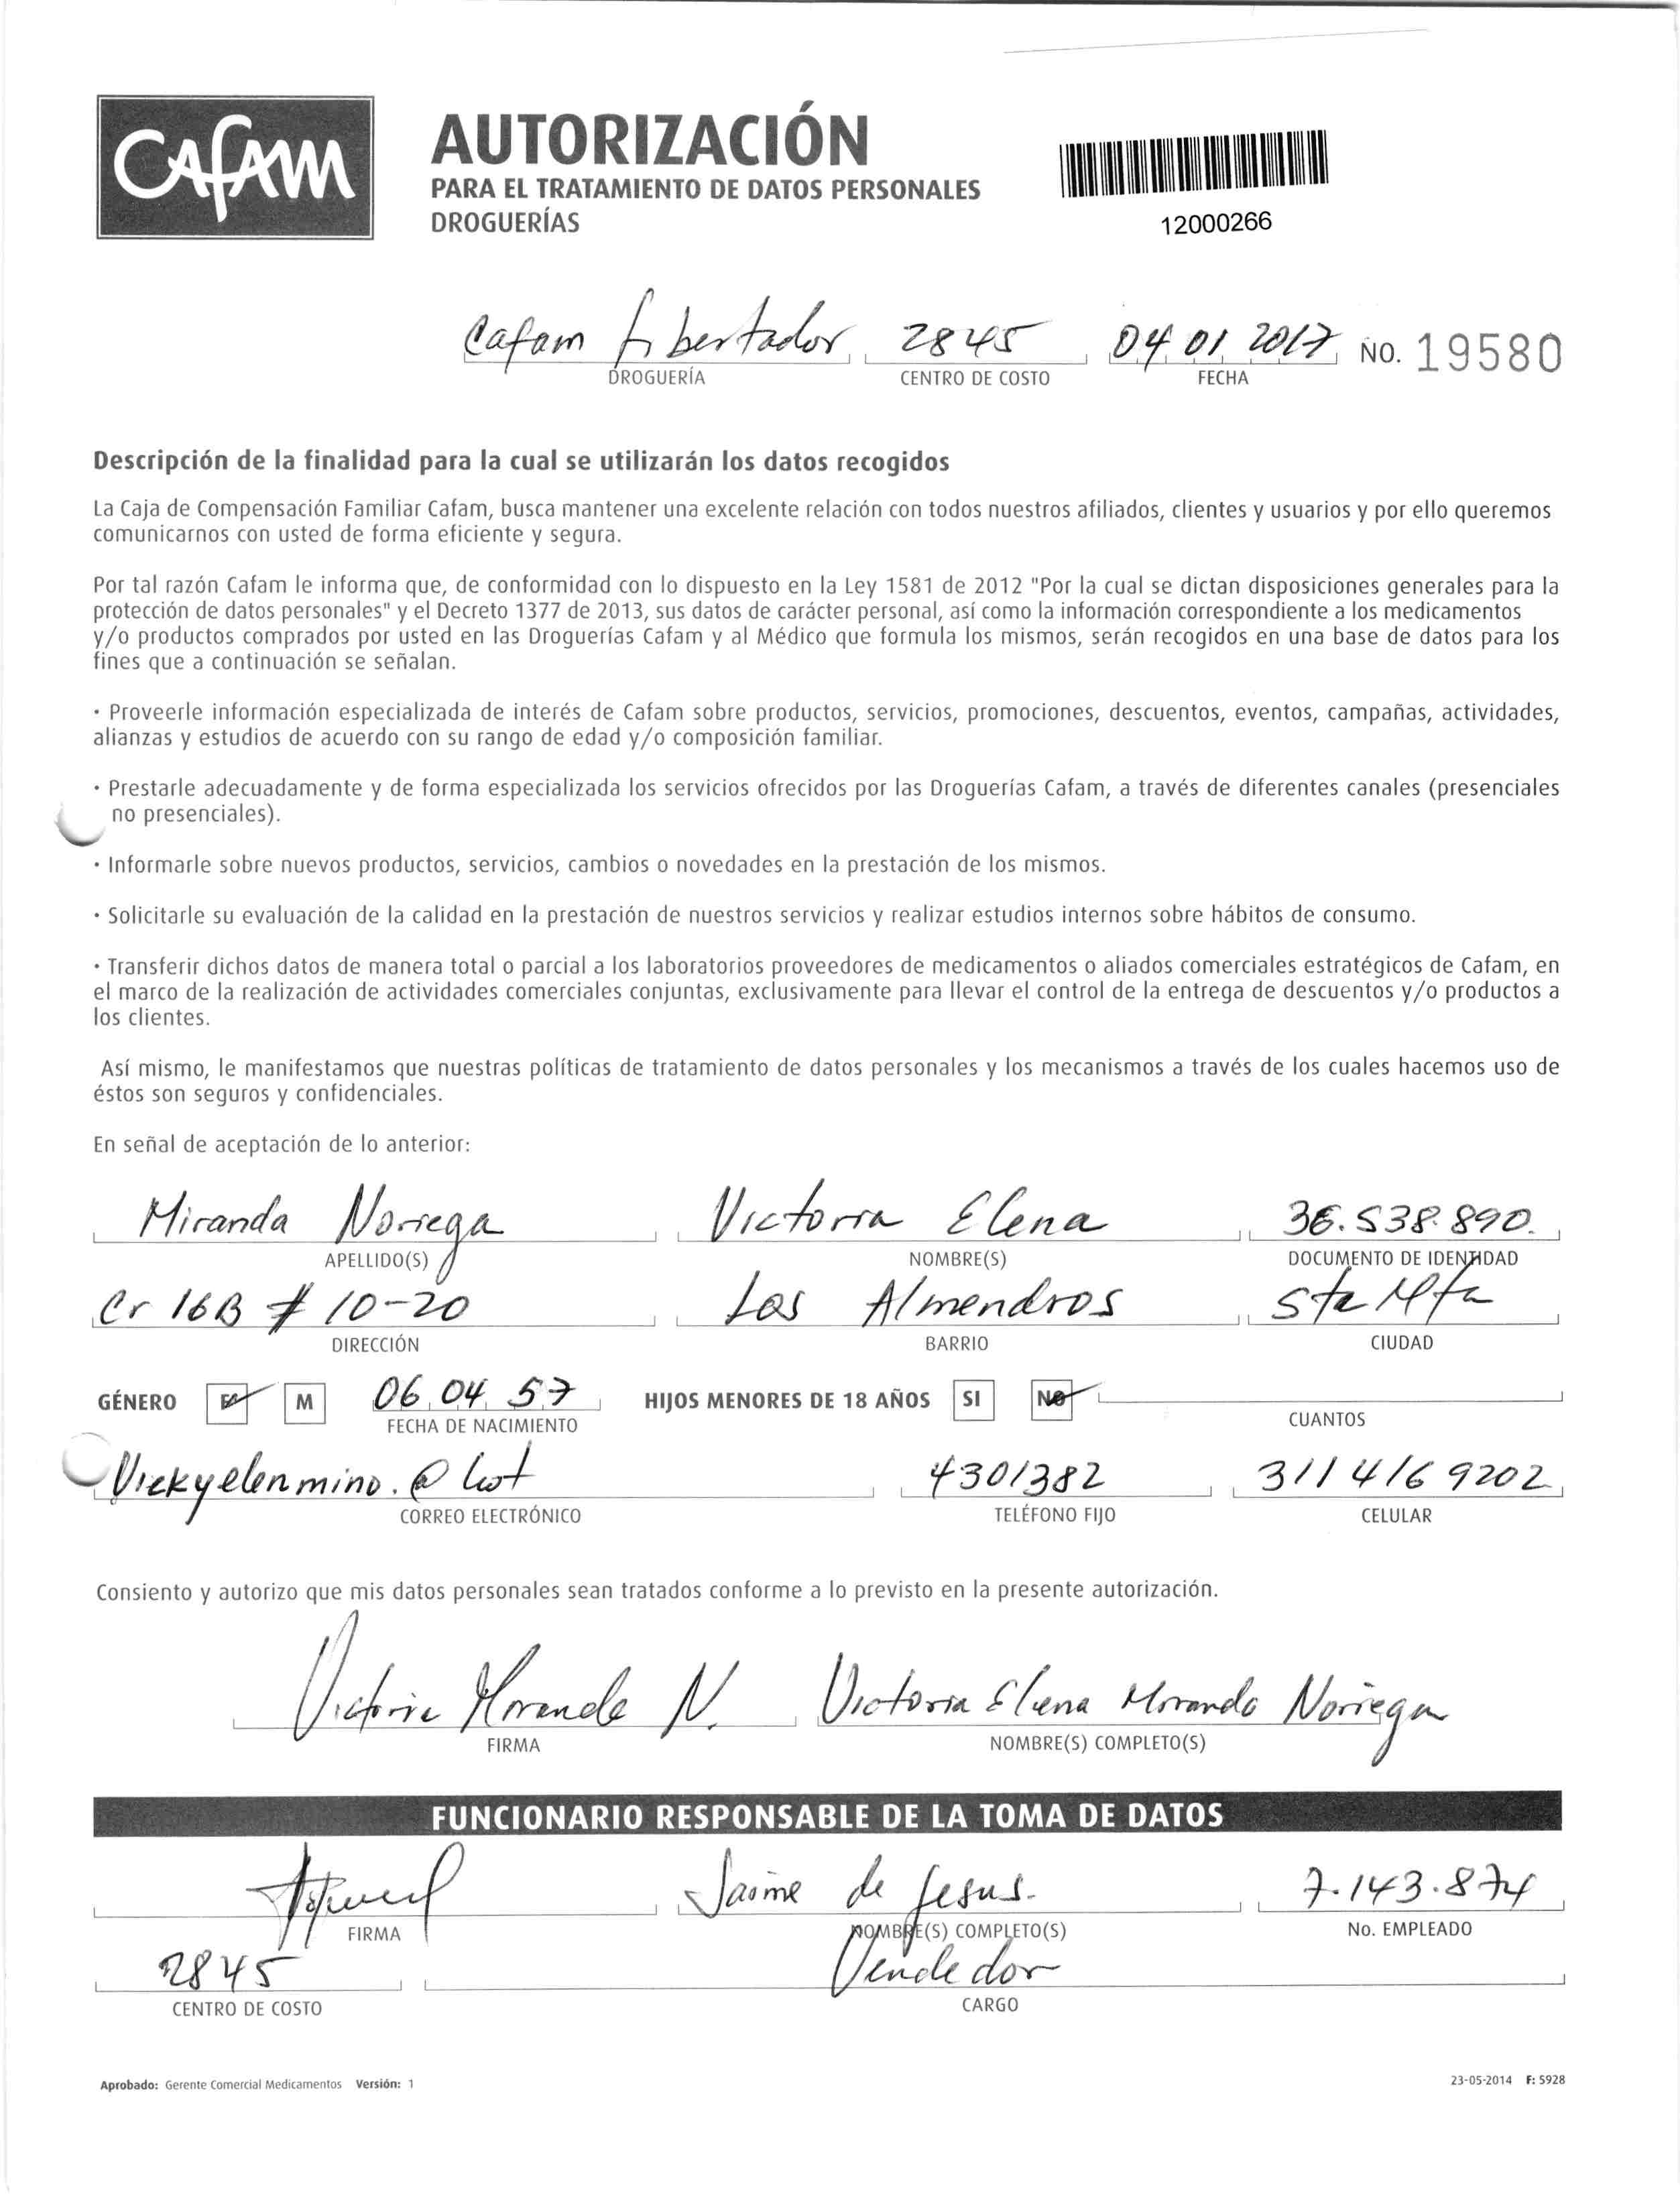 CAFAM
AUTORIZACIÓN
PARA EL TRATAMIENTO DE DATOS PERSONALES
DROGUERÍAS
12000266
Cafam Libertador 2845 04 01 2017 NO. 19580
DROGUERÍA CENTRO DE COSTO FECHA
Descripción de la finalidad para la cual se utilizarán los datos recogidos
La Caja de Compensación Familiar Cafam, busca mantener una excelente relación con todos nuestros afiliados, clientes y usuarios y por ello queremos
comunicarnos con usted de forma eficiente y segura.
Por tal razón Cafam le informa que, de conformidad con lo dispuesto en la Ley 1581 de 2012 "Por la cual se dictan disposiciones generales para la
protección de datos personales" y el Decreto 1377 de 2013, sus datos de carácter personal, así como la información correspondiente a los medicamentos
y/o productos comprados por usted en las Droguerías Cafam y al Médico que formula los mismos, serán recogidos en una base de datos para los
fines que a continuación se señalan.
· Proveerle información especializada de interés de Cafam sobre productos, servicios, promociones, descuentos, eventos, campañas, actividades,
alianzas y estudios de acuerdo con su rango de edad y/o composición familiar.
· Prestarle adecuadamente y de forma especializada los servicios ofrecidos por las Droguerías Cafam, a través de diferentes canales (presenciales
no presenciales).
· Informarle sobre nuevos productos, servicios, cambios o novedades en la prestación de los mismos.
· Solicitarle su evaluación de la calidad en la prestación de nuestros servicios y realizar estudios internos sobre hábitos de consumo.
· Transferir dichos datos de manera total o parcial a los laboratorios proveedores de medicamentos o aliados comerciales estratégicos de Cafam, en
el marco de la realización de actividades comerciales conjuntas, exclusivamente para llevar el control de la entrega de descuentos y/o productos a
los clientes.
Así mismo, le manifestamos que nuestras políticas de tratamiento de datos personales y los mecanismos a través de los cuales hacemos uso de
éstos son seguros y confidenciales.
En señal de aceptación de lo anterior:
Miranda Noriega Victoria Elena 36.538.890
APELLIDO(S) NOMBRE(S) DOCUMENTO DE IDENTIDAD
Cr 16B # 10-20 Los Almendros Sta Mta
DIRECCIÓN BARRIO CIUDAD
GÉNERO F M 06 04 57 HIJOS MENORES DE 18 AÑOS SI NO
FECHA DE NACIMIENTO CUANTOS
Vickyelenmino.@hot 4301382 311 416 9202
CORREO ELECTRÓNICO TELÉFONO FIJO CELULAR
Consiento y autorizo que mis datos personales sean tratados conforme a lo previsto en la presente autorización.
Victoria Miranda N. Victoria Elena Miranda Noriega
FIRMA NOMBRE(S) COMPLETO(S)
FUNCIONARIO RESPONSABLE DE LA TOMA DE DATOS
Jaime de Jesus. 7.143.874
FIRMA NOMBRE(S) COMPLETO(S) No. EMPLEADO
2845 Vendedor
CENTRO DE COSTO CARGO
Aprobado: Gerente Comercial Medicamentos Versión: 1 23-05-2014 F: 5928